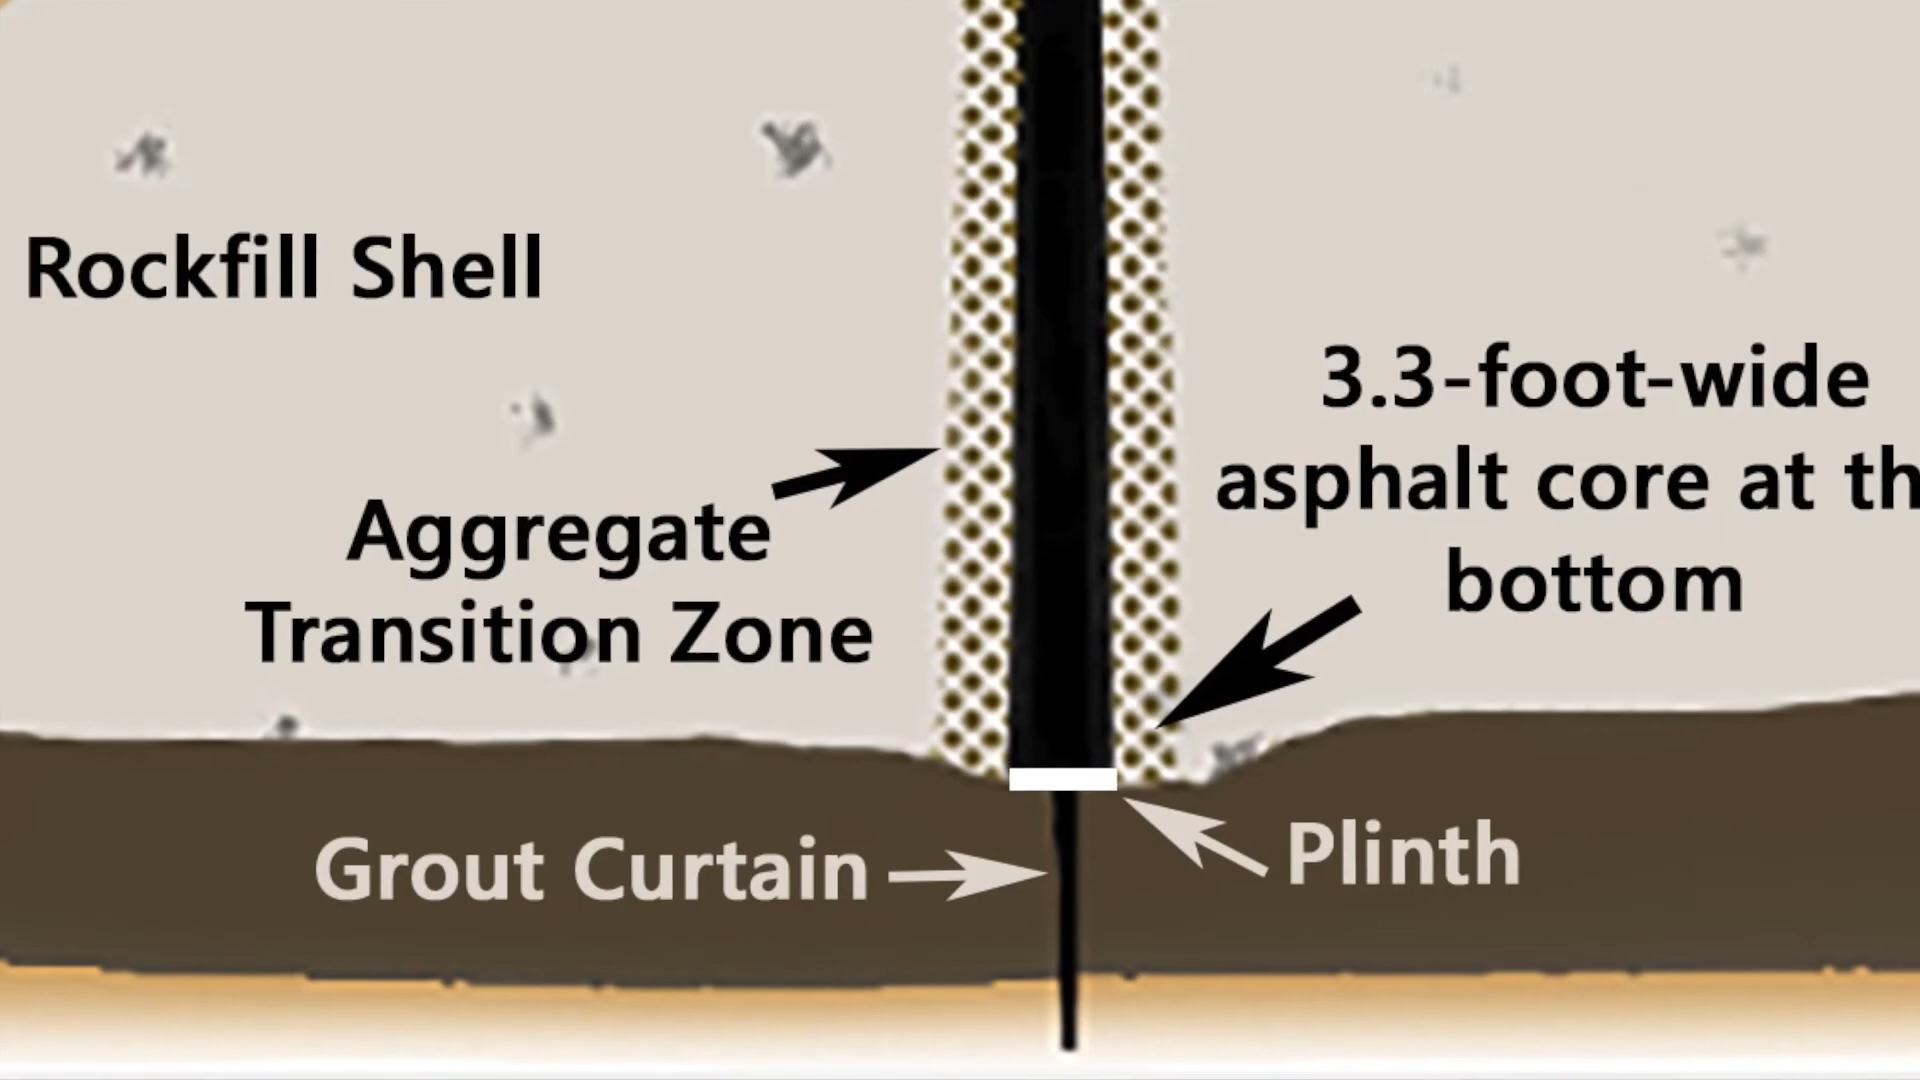 Rockfill Shell
Aggregate
Transition Zone
3.3-foot-wide
asphalt core at th
bottom
Grout Curtain
Plinth